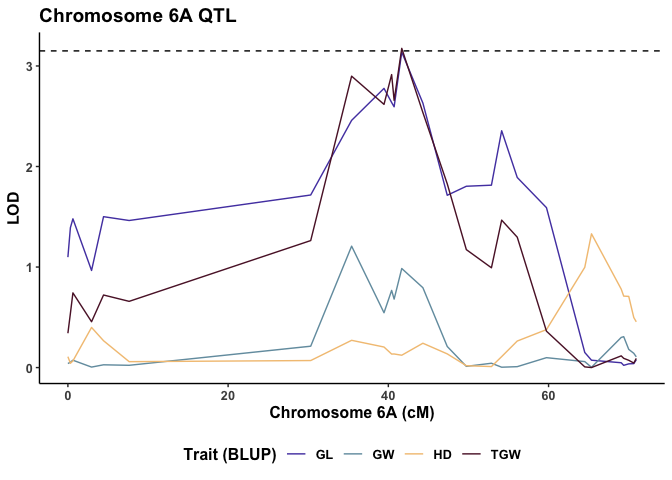 Chromosome 6A QTL
3
2
1
0
LOD
0 20 40 60
Chromosome 6A (cM)
Trait (BLUP) GL GW HD TGW